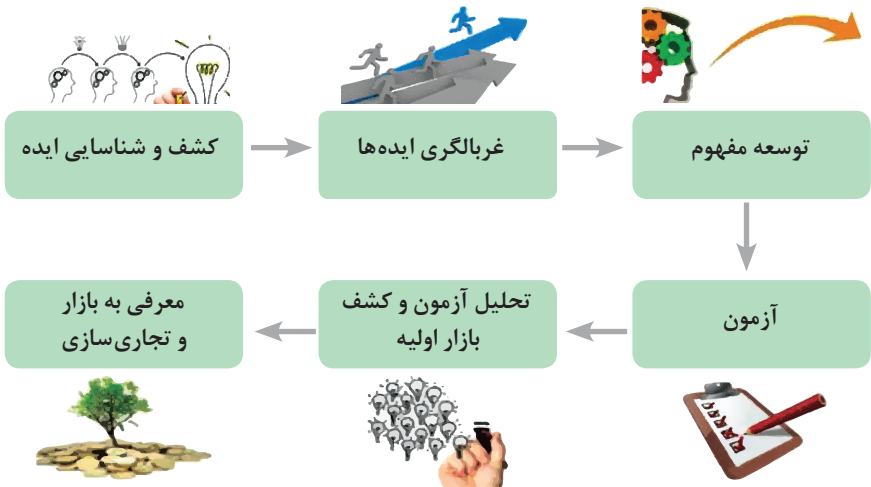 کشف و شناسایی ایده
غربالگری ایده‌ها
توسعه مفهوم
آزمون
تحلیل آزمون و کشف
بازار اولیه
معرفی به بازار
و تجاری‌سازی